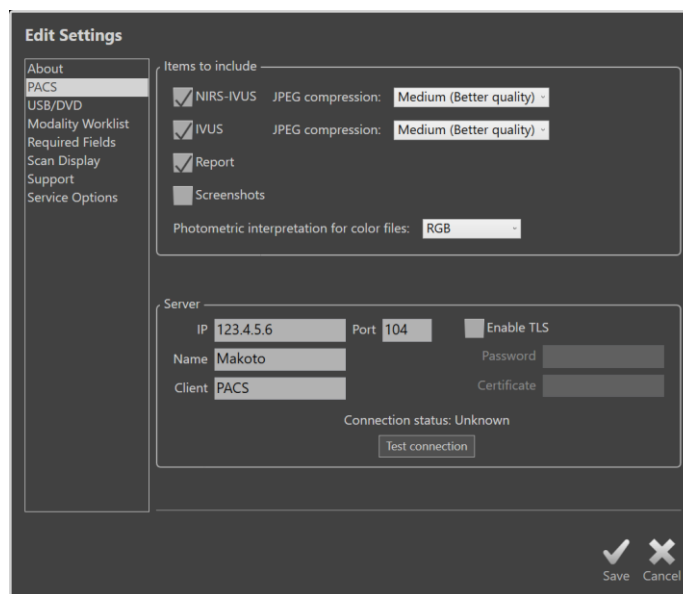 Edit Settings
About
PACS
USB/DVD
Modality Worklist
Required Fields
Scan Display
Support
Service Options
Items to include
NIRS-IVUS JPEG compression: Medium (Better quality)
IVUS JPEG compression: Medium (Better quality)
Report
Screenshots
Photometric interpretation for color files: RGB
Server
IP 123.4.5.6 Port 104 Enable TLS
Name Makoto Password
Client PACS Certificate
Connection status: Unknown
Test connection
Save Cancel